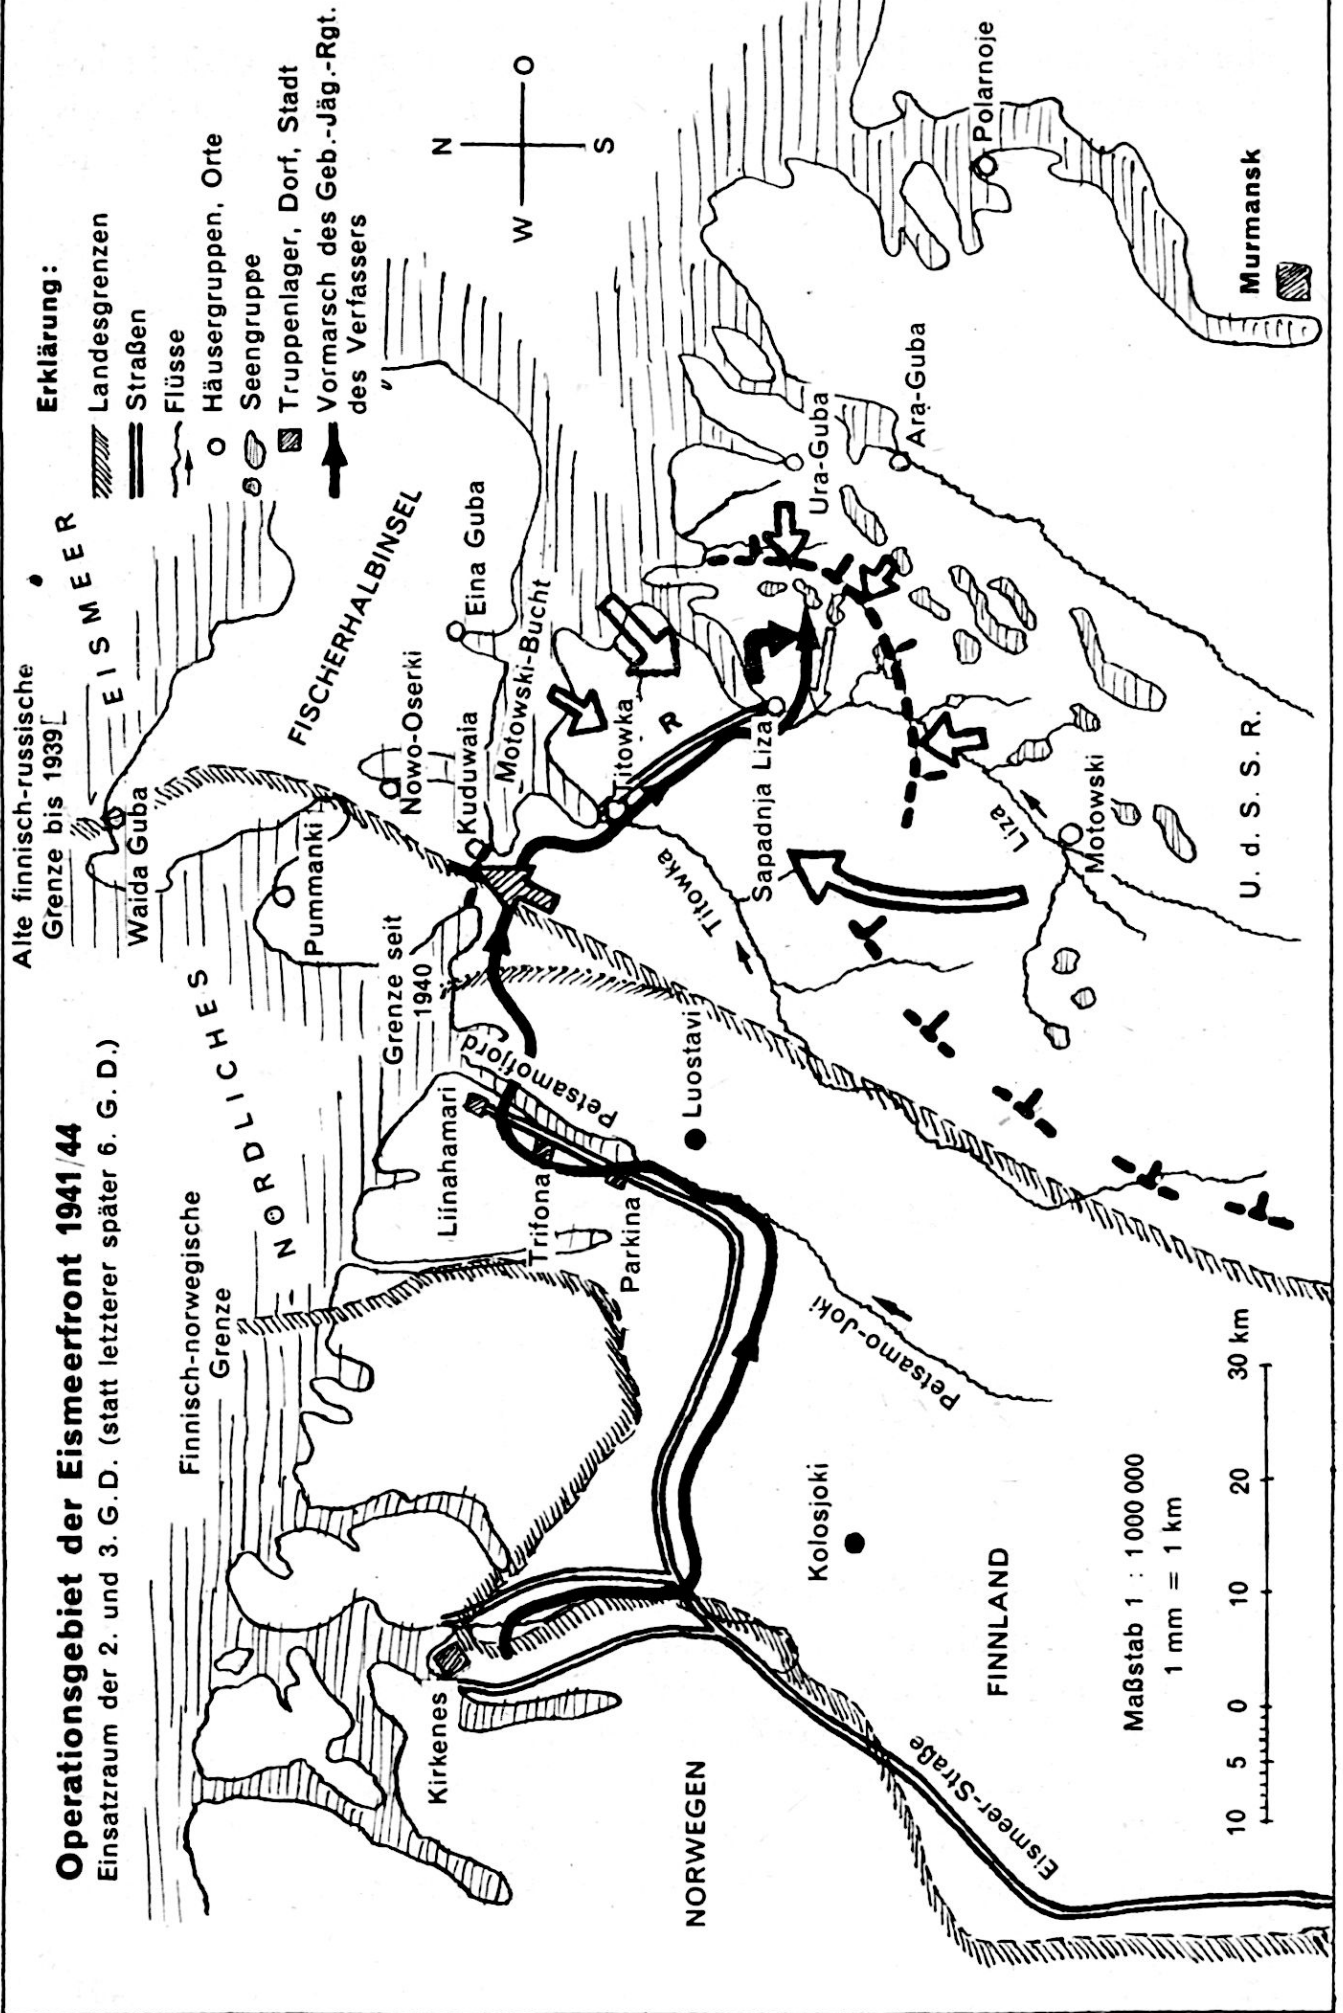 Operationsgebiet der Eismeerfront 1941/44
Einsatzraum der 2. und 3. G. D. (statt letzterer später 6. G. D.)
Alte finnisch-russische
Grenze bis 1939
Erklärung:
Landesgrenzen
Straßen
Flüsse
Häusergruppen, Orte
Seengruppe
Truppenlager, Dorf, Stadt
Vormarsch des Geb.-Jäg.-Rgt.
des Verfassers
N
W
O
S
NÖRDLICHES
EISMEER
Finnisch-norwegische
Grenze
Waida Guba
Pummanki
FISCHERHALBINSEL
Grenze seit
1940
Nowo-Oserki
Kuduwaia
Eina Guba
Motowski-Bucht
Kirkenes
Liinahamari
Petsamofjord
Trifona
Parkina
Luostavi
Titowka
R
Titowka
Sapadnja Liza
Ura-Guba
Ara-Guba
Polarnoje
Murmansk
NORWEGEN
Kolosjoki
Petsamo-Joki
Liza
Motowski
Eismeer-Straße
FINNLAND
U. d. S. S. R.
Maßstab 1 : 1 000 000
1 mm = 1 km
10 5 0 10 20 30 km